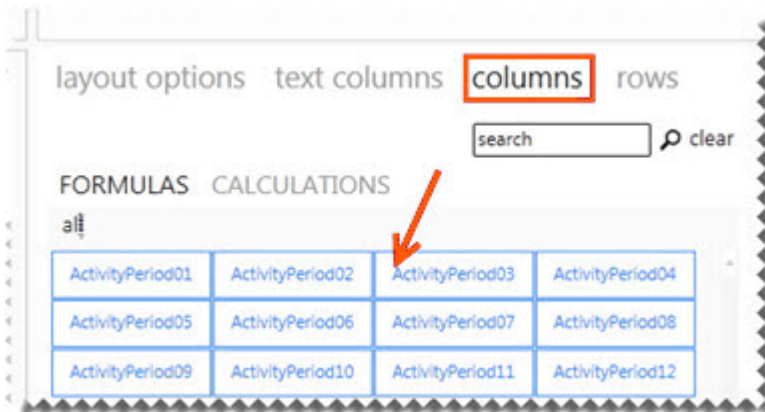 layout options text columns columns rows
search clear
FORMULAS CALCULATIONS
all
ActivityPeriod01 ActivityPeriod02 ActivityPeriod03 ActivityPeriod04
ActivityPeriod05 ActivityPeriod06 ActivityPeriod07 ActivityPeriod08
ActivityPeriod09 ActivityPeriod10 ActivityPeriod11 ActivityPeriod12